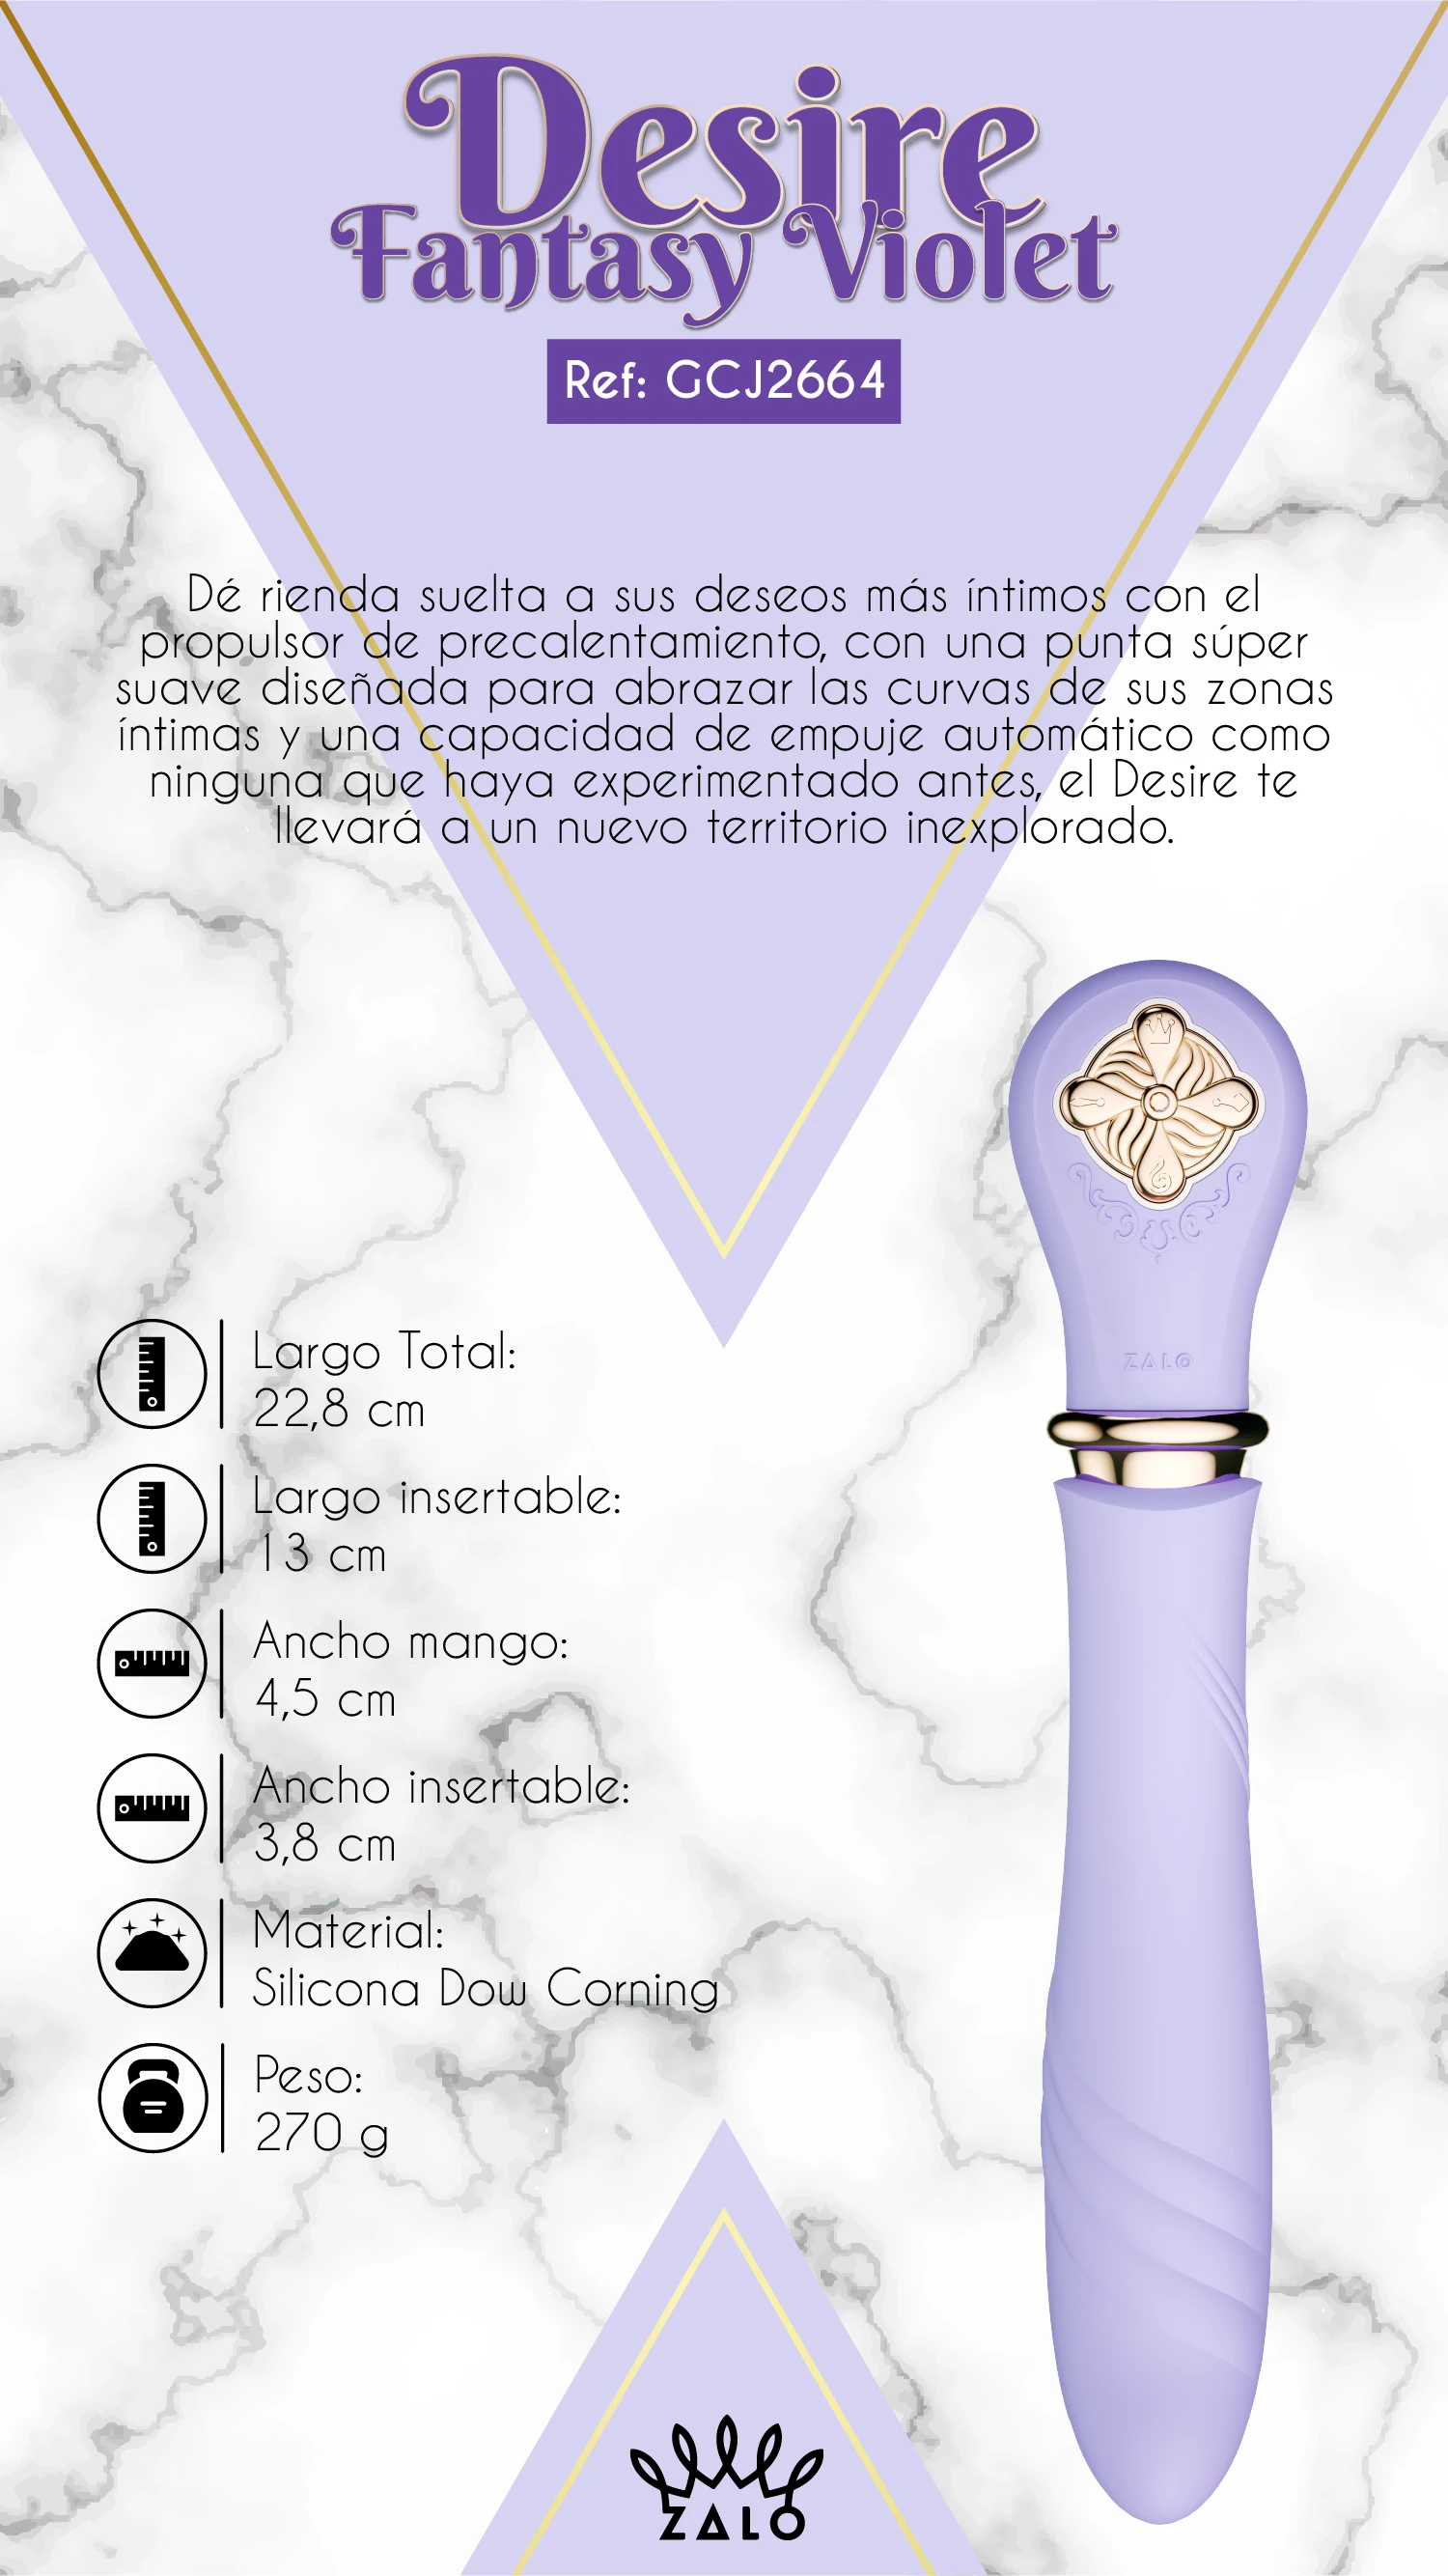 Desire
Fantasy Violet
Ref: GCJ2664
Dé rienda suelta a sus deseos más íntimos con el
propulsor de precalentamiento, con una punta súper
suave diseñada para abrazar las curvas de sus zonas
íntimas y una capacidad de empuje automático como
ninguna que haya experimentado antes, el Desire te
llevará a un nuevo territorio inexplorado.
ZALO
Largo Total:
22,8 cm
Largo insertable:
13 cm
Ancho mango:
4,5 cm
Ancho insertable:
3,8 cm
Material:
Silicona Dow Corning
Peso:
270 g
ZALO